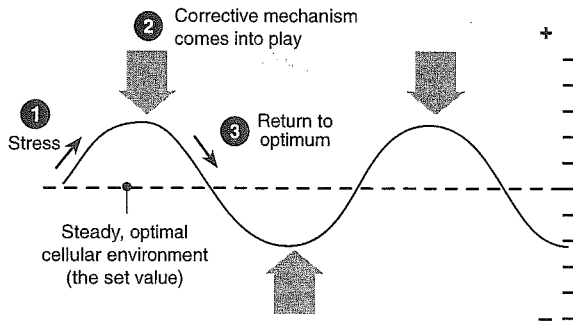 2 Corrective mechanism
comes into play
+
1
Stress
3 Return to
optimum
Steady, optimal
cellular environment
(the set value)
−